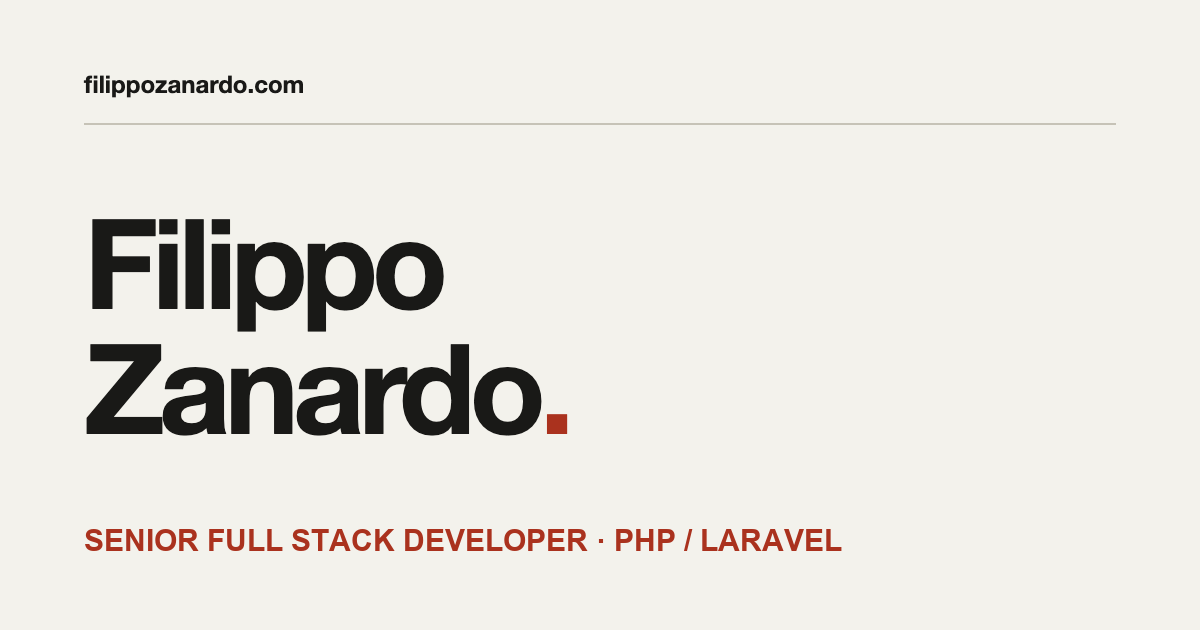 filippozanardo.com
Filippo
Zanardo.
SENIOR FULL STACK DEVELOPER · PHP / LARAVEL